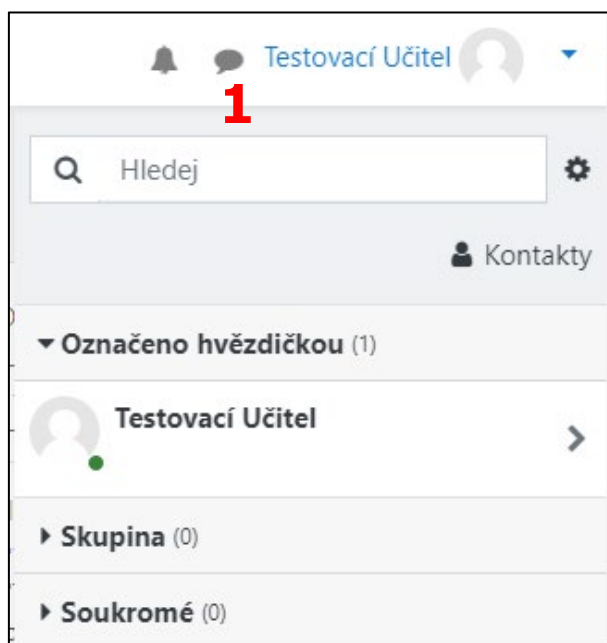 Testovací Učitel
1
Hledej
Kontakty
Označeno hvězdičkou (1)
Testovací Učitel
Skupina (0)
Soukromé (0)